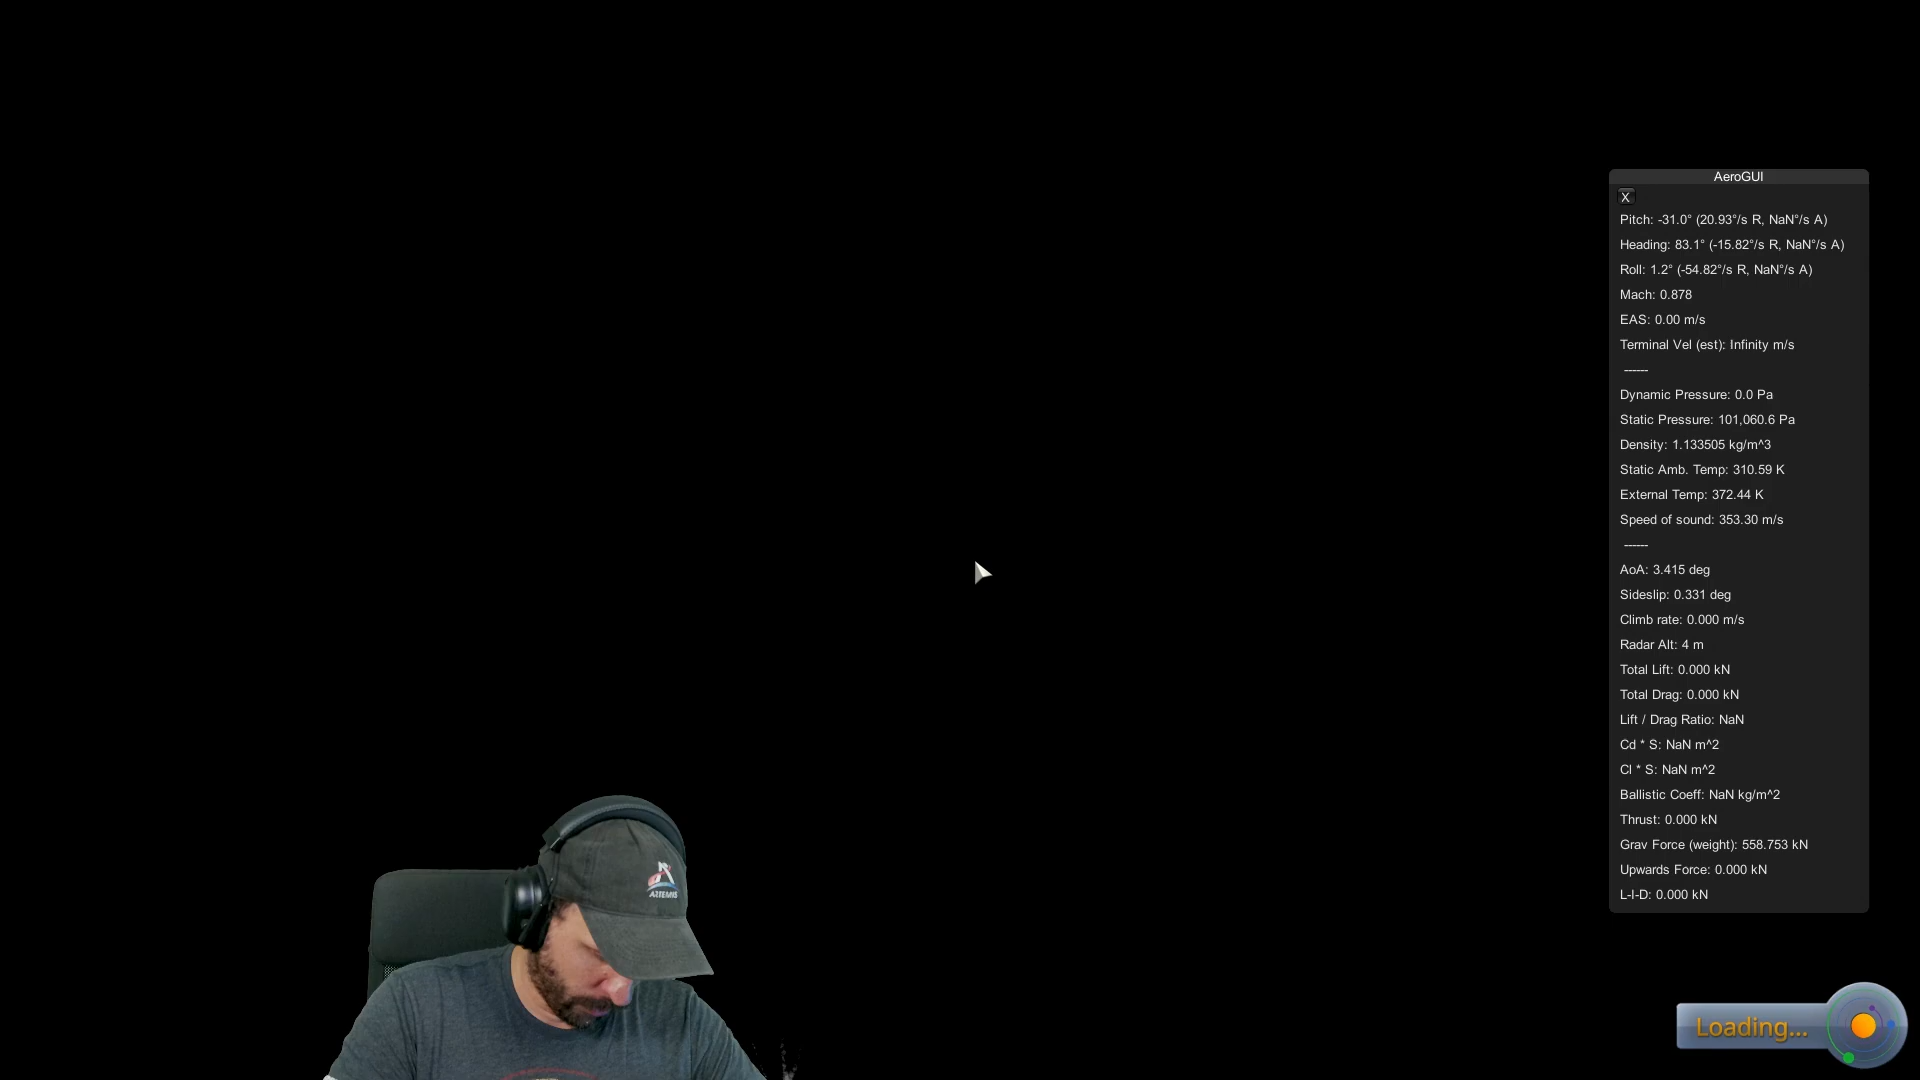 AeroGUI
X
Pitch: -31.0° (20.93°/s R, NaN°/s A)
Heading: 83.1° (-15.82°/s R, NaN°/s A)
Roll: 1.2° (-54.82°/s R, NaN°/s A)
Mach: 0.878
EAS: 0.00 m/s
Terminal Vel (est): Infinity m/s
------
Dynamic Pressure: 0.0 Pa
Static Pressure: 101,060.6 Pa
Density: 1.133505 kg/m^3
Static Amb. Temp: 310.59 K
External Temp: 372.44 K
Speed of sound: 353.30 m/s
------
AoA: 3.415 deg
Sideslip: 0.331 deg
Climb rate: 0.000 m/s
Radar Alt: 4 m
Total Lift: 0.000 kN
Total Drag: 0.000 kN
Lift / Drag Ratio: NaN
Cd * S: NaN m^2
Cl * S: NaN m^2
Ballistic Coeff: NaN kg/m^2
Thrust: 0.000 kN
Grav Force (weight): 558.753 kN
Upwards Force: 0.000 kN
L-I-D: 0.000 kN
ARTEMIS
Loading...